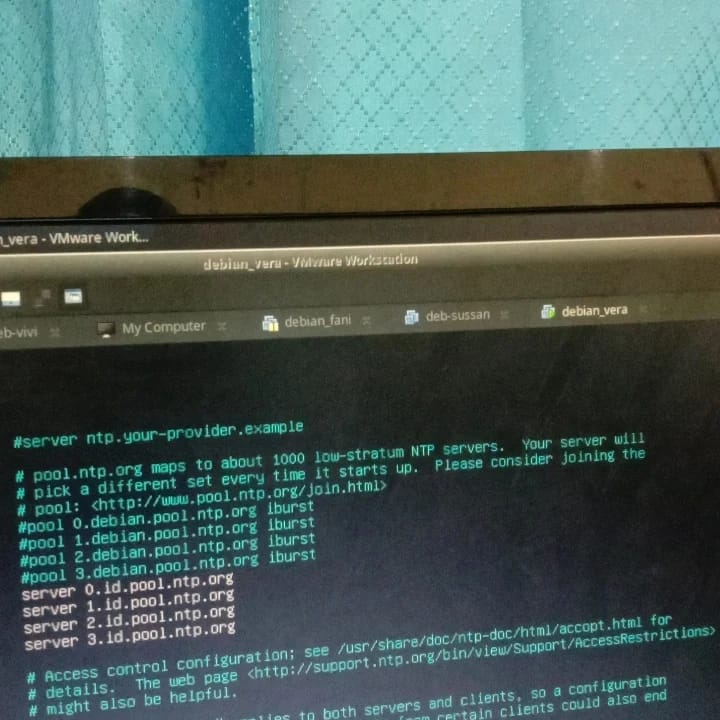 _vera - VMware Work...
debian_vera - VMware Workstation
eb-vivi
My Computer
debian_fani
deb-sussan
debian_vera
#server ntp.your-provider.example
# pool.ntp.org maps to about 1000 low-stratum NTP servers. Your server will
# pick a different set every time it starts up. Please consider joining the
# pool: <http://www.pool.ntp.org/join.html>
#pool 0.debian.pool.ntp.org iburst
#pool 1.debian.pool.ntp.org iburst
#pool 2.debian.pool.ntp.org iburst
#pool 3.debian.pool.ntp.org iburst
server 0.id.pool.ntp.org
server 1.id.pool.ntp.org
server 2.id.pool.ntp.org
server 3.id.pool.ntp.org
# Access control configuration; see /usr/share/doc/ntp-doc/html/accopt.html for
# details. The web page <http://support.ntp.org/bin/view/Support/AccessRestrictions>
# might also be helpful.
to both servers and clients, so a configuration
certain clients could also end